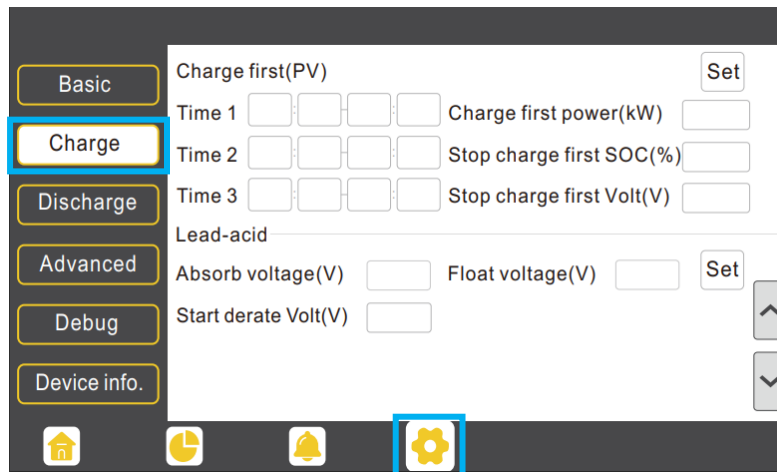 Basic
Charge
Discharge
Advanced
Debug
Device info.
Charge first(PV) Set
Time 1 : - : Charge first power(kW)
Time 2 : - : Stop charge first SOC(%)
Time 3 : - : Stop charge first Volt(V)
Lead-acid
Absorb voltage(V) Float voltage(V) Set
Start derate Volt(V)